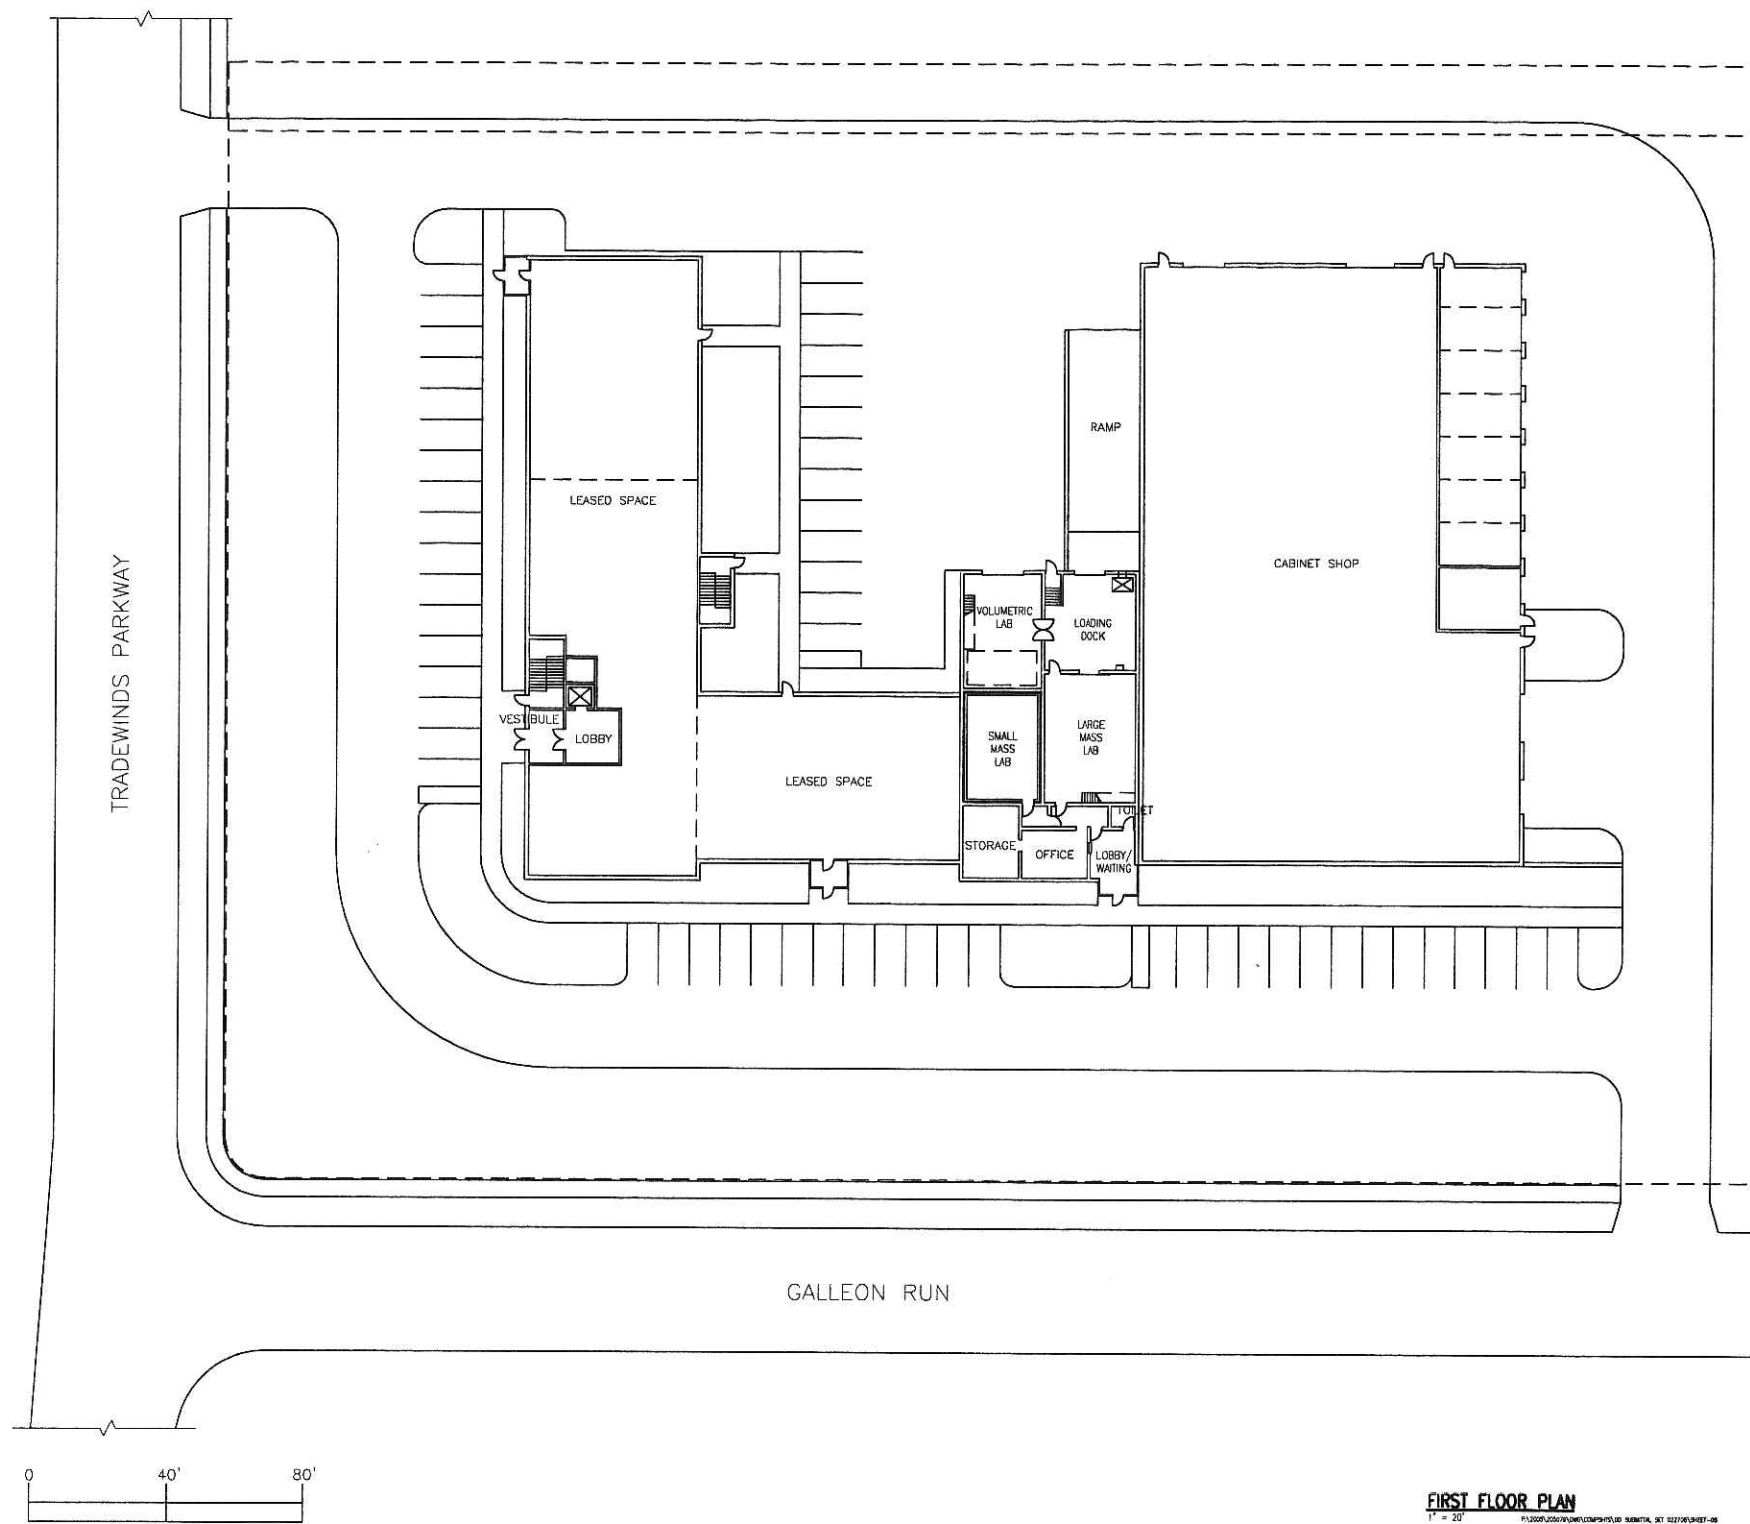 RAMP
LEASED SPACE
TRADEWINDS PARKWAY
CABINET SHOP
VOLUMETRIC
LAB
LOADING
DOCK
VESTIBULE
LOBBY
SMALL
MASS
LAB
LARGE
MASS
LAB
LEASED SPACE
TOILET
STORAGE
OFFICE
LOBBY/
WAITING
GALLEON RUN
0 40' 80'
FIRST FLOOR PLAN
1" = 20'